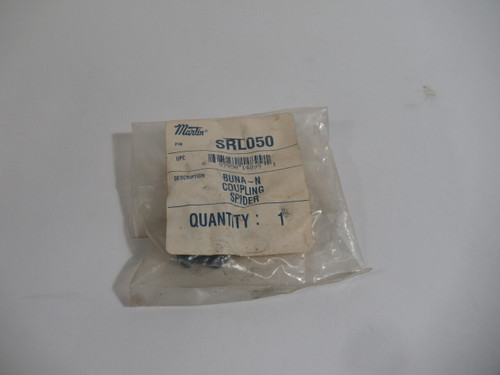 Martin®
P/N SRL050
UPC
DESCRIPTION BUNA-N
COUPLING
SPIDER
QUANTITY: 1